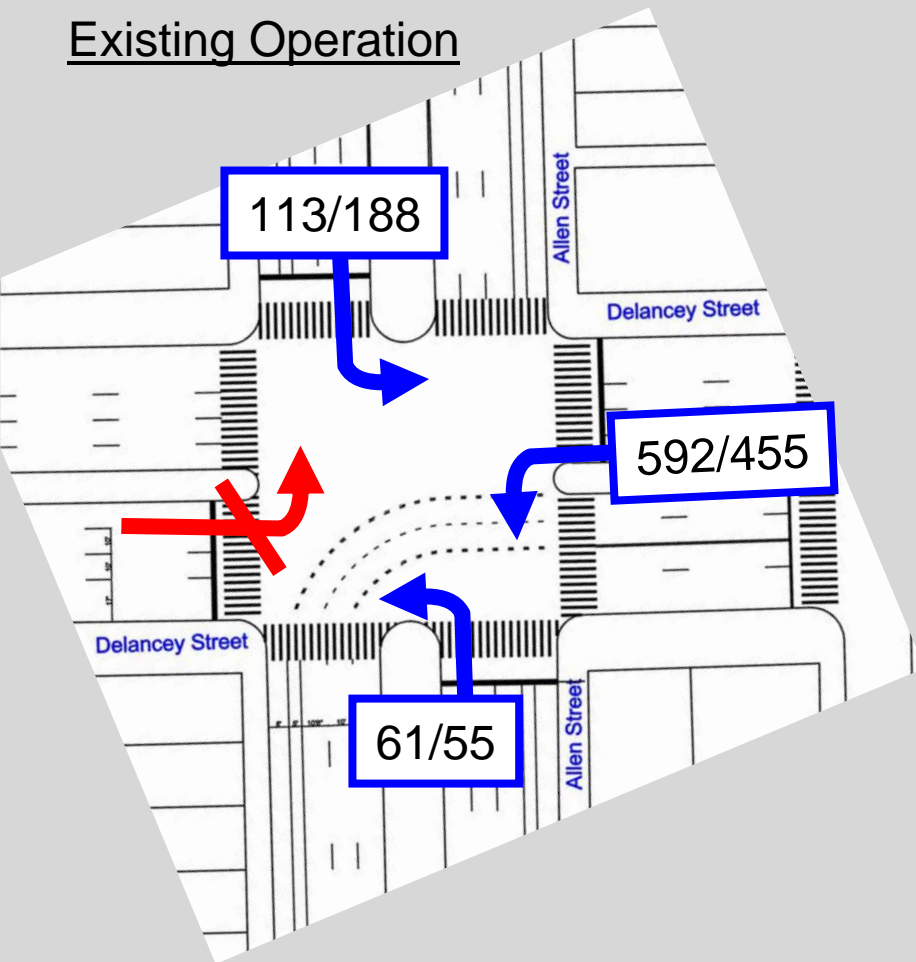 Existing Operation
Allen Street
113/188
Delancey Street
592/455
Delancey Street
Allen Street
61/55